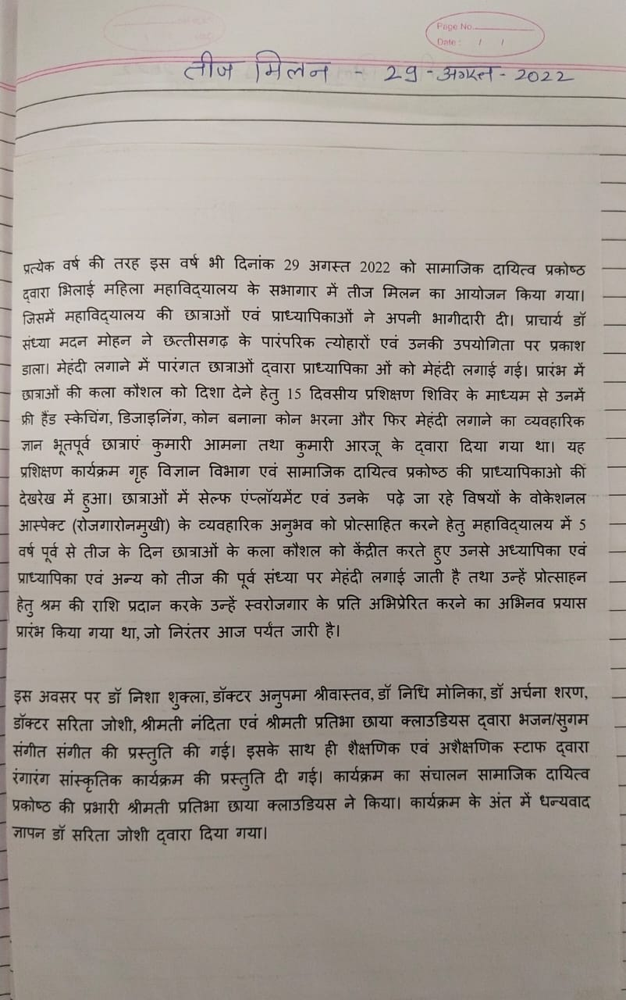 Page No.
Date : / /
तीज मिलन - 29 - अगस्त - 2022
प्रत्येक वर्ष की तरह इस वर्ष भी दिनांक 29 अगस्त 2022 को सामाजिक दायित्व प्रकोष्ठ
द्वारा भिलाई महिला महाविद्यालय के सभागार में तीज मिलन का आयोजन किया गया।
जिसमें महाविद्यालय की छात्राओं एवं प्राध्यापिकाओं ने अपनी भागीदारी दी। प्राचार्य डॉ
संध्या मदन मोहन ने छत्तीसगढ़ के पारंपरिक त्योहारों एवं उनकी उपयोगिता पर प्रकाश
डाला। मेहंदी लगाने में पारंगत छात्राओं द्वारा प्राध्यापिका ओं को मेहंदी लगाई गई। प्रारंभ में
छात्राओं की कला कौशल को दिशा देने हेतु 15 दिवसीय प्रशिक्षण शिविर के माध्यम से उनमें
फ्री हैंड स्केचिंग, डिजाइनिंग, कोन बनाना कोन भरना और फिर मेहंदी लगाने का व्यवहारिक
ज्ञान भूतपूर्व छात्राएं कुमारी आमना तथा कुमारी आरजू के द्वारा दिया गया था। यह
प्रशिक्षण कार्यक्रम गृह विज्ञान विभाग एवं सामाजिक दायित्व प्रकोष्ठ की प्राध्यापिकाओ की
देखरेख में हुआ। छात्राओं में सेल्फ एंप्लॉयमेंट एवं उनके पढ़े जा रहे विषयों के वोकेशनल
आस्पेक्ट (रोजगारोनमुखी) के व्यवहारिक अनुभव को प्रोत्साहित करने हेतु महाविद्यालय में 5
वर्ष पूर्व से तीज के दिन छात्राओं के कला कौशल को केंद्रीत करते हुए उनसे अध्यापिका एवं
प्राध्यापिका एवं अन्य को तीज की पूर्व संध्या पर मेहंदी लगाई जाती है तथा उन्हें प्रोत्साहन
हेतु श्रम की राशि प्रदान करके उन्हें स्वरोजगार के प्रति अभिप्रेरित करने का अभिनव प्रयास
प्रारंभ किया गया था, जो निरंतर आज पर्यंत जारी है।
इस अवसर पर डॉ निशा शुक्ला, डॉक्टर अनुपमा श्रीवास्तव, डॉ निधि मोनिका, डॉ अर्चना शरण,
डॉक्टर सरिता जोशी, श्रीमती नंदिता एवं श्रीमती प्रतिभा छाया क्लाउडियस द्वारा भजन/सुगम
संगीत संगीत की प्रस्तुति की गई। इसके साथ ही शैक्षणिक एवं अशैक्षणिक स्टाफ द्वारा
रंगारंग सांस्कृतिक कार्यक्रम की प्रस्तुति दी गई। कार्यक्रम का संचालन सामाजिक दायित्व
प्रकोष्ठ की प्रभारी श्रीमती प्रतिभा छाया क्लाउडियस ने किया। कार्यक्रम के अंत में धन्यवाद
ज्ञापन डॉ सरिता जोशी द्वारा दिया गया।